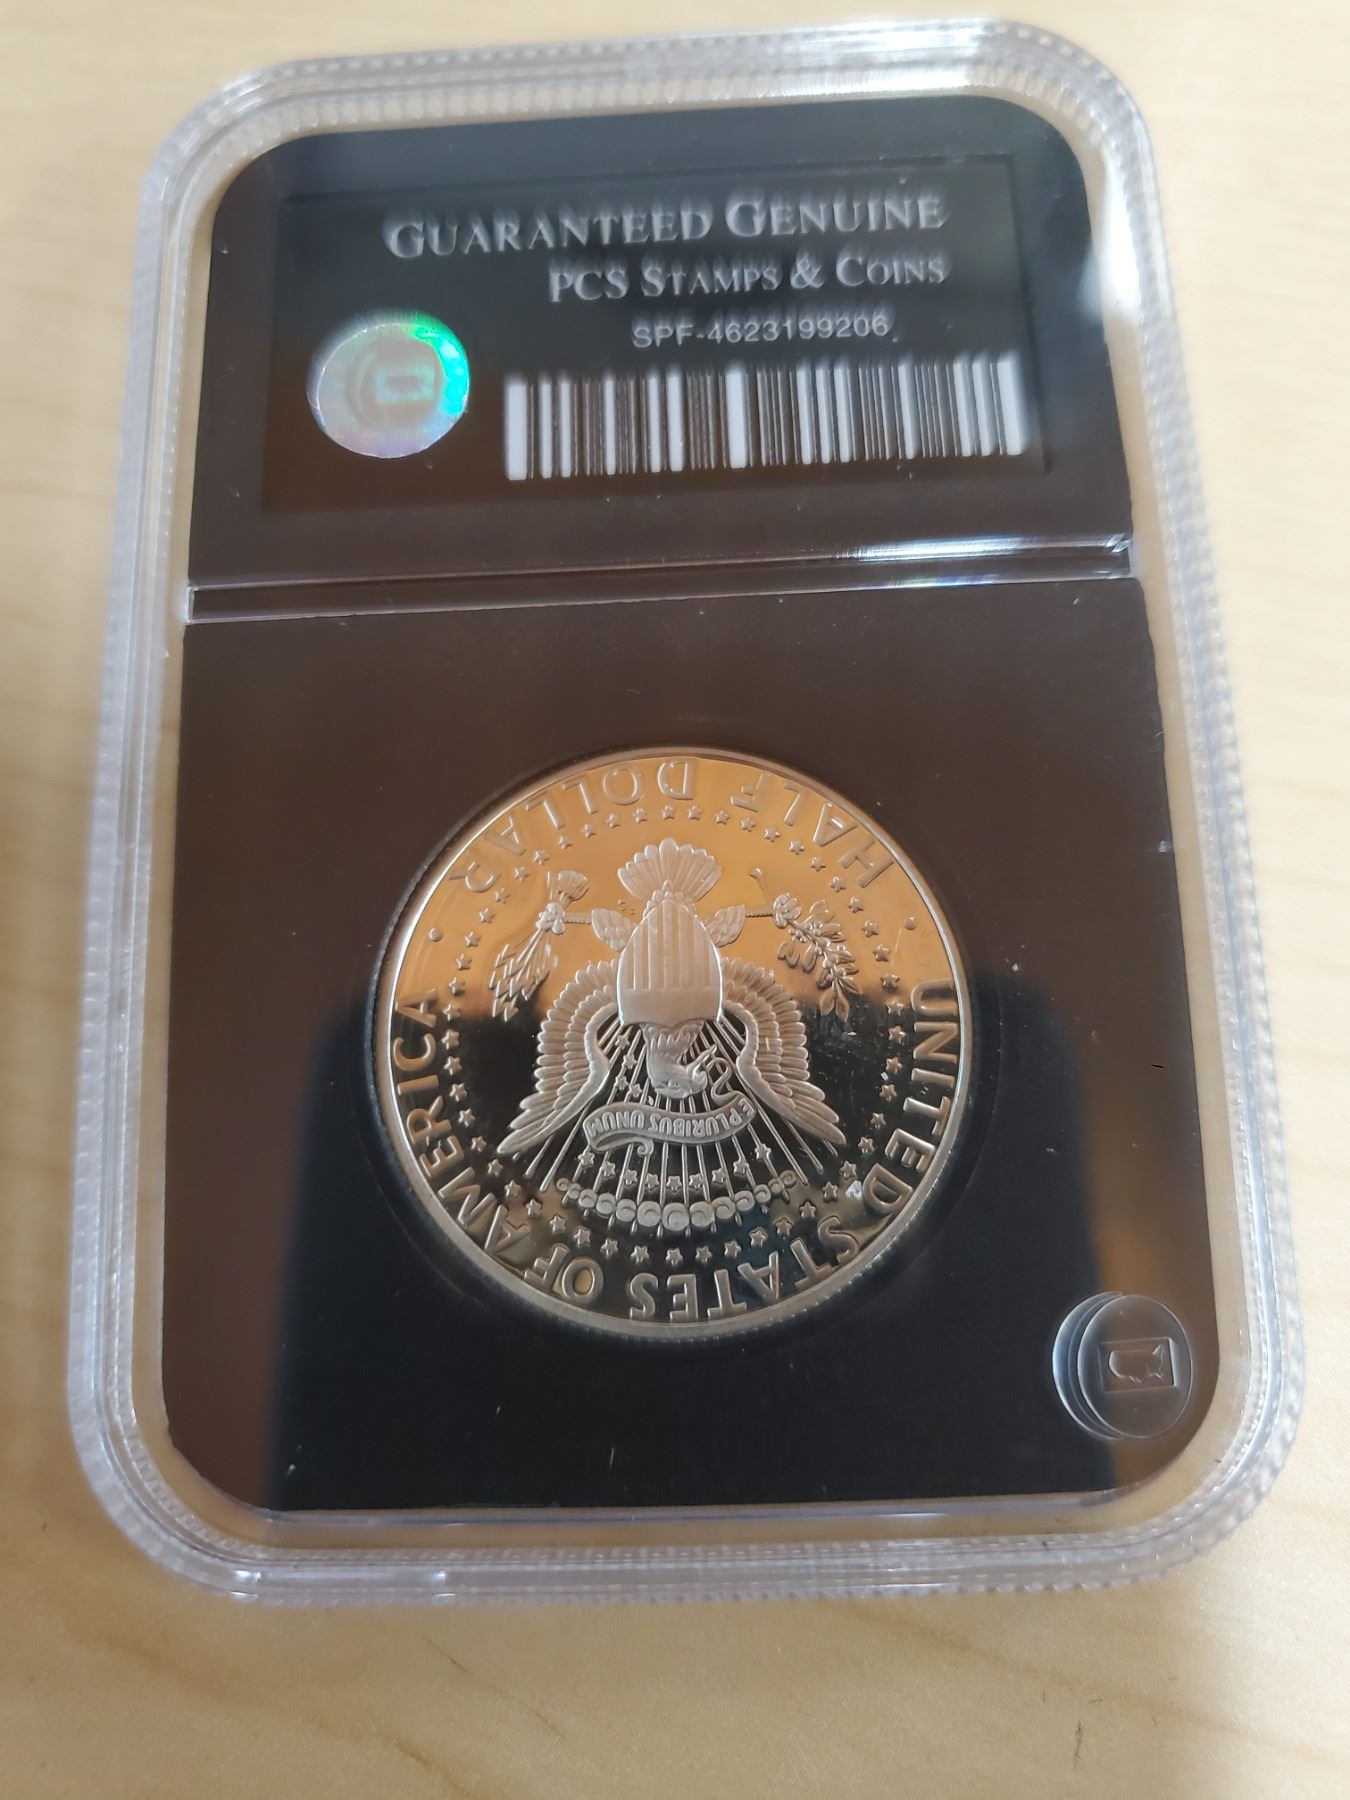 GUARANTEED GENUINE
PCS STAMPS & COINS
SPF-4623199206
UNITED STATES OF AMERICA
E PLURIBUS UNUM
HALF DOLLAR